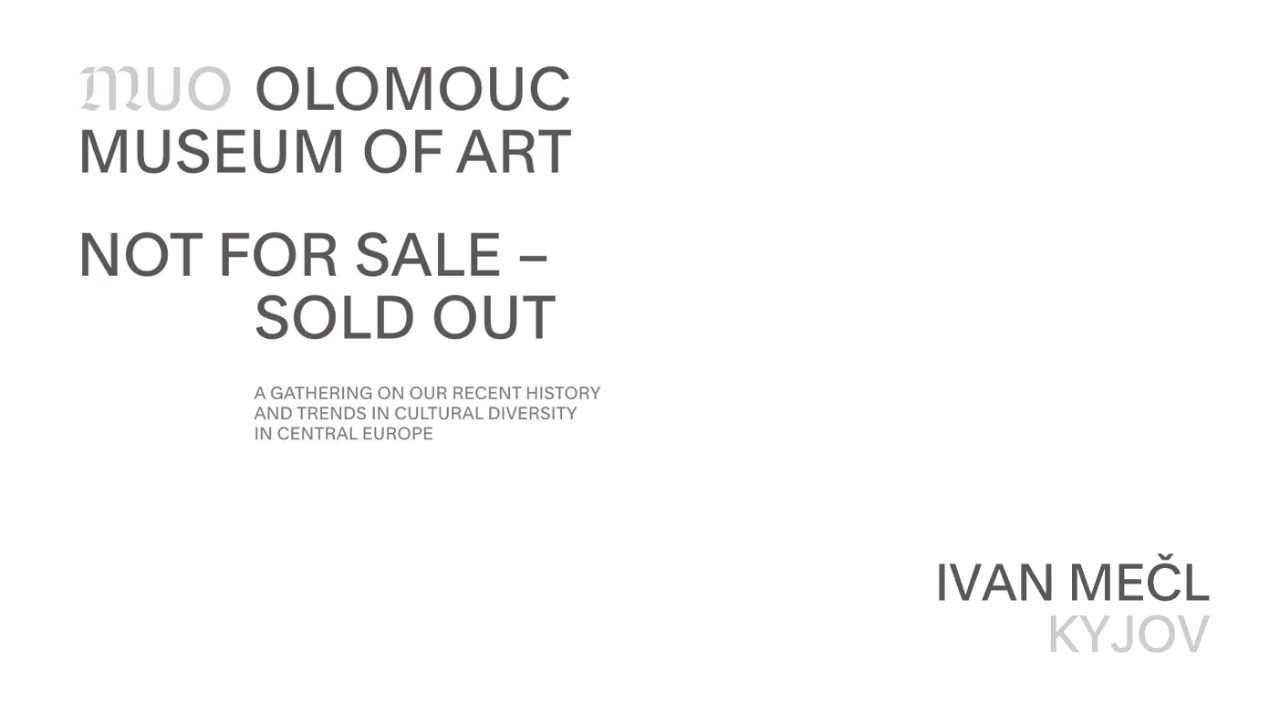 MUO OLOMOUC
MUSEUM OF ART
NOT FOR SALE –
SOLD OUT
A GATHERING ON OUR RECENT HISTORY
AND TRENDS IN CULTURAL DIVERSITY
IN CENTRAL EUROPE
IVAN MEČL
KYJOV